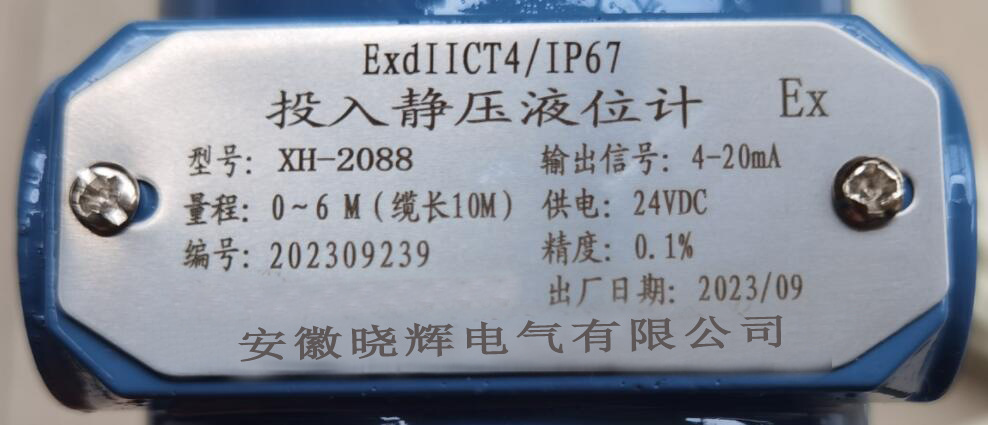 ExdIICT4/IP67
投入静压液位计 Ex
型号: XH-2088 输出信号: 4-20mA
量程: 0~6 M (缆长10M) 供电: 24VDC
编号: 202309239 精度: 0.1%
出厂日期: 2023/09
安徽晓辉电气有限公司